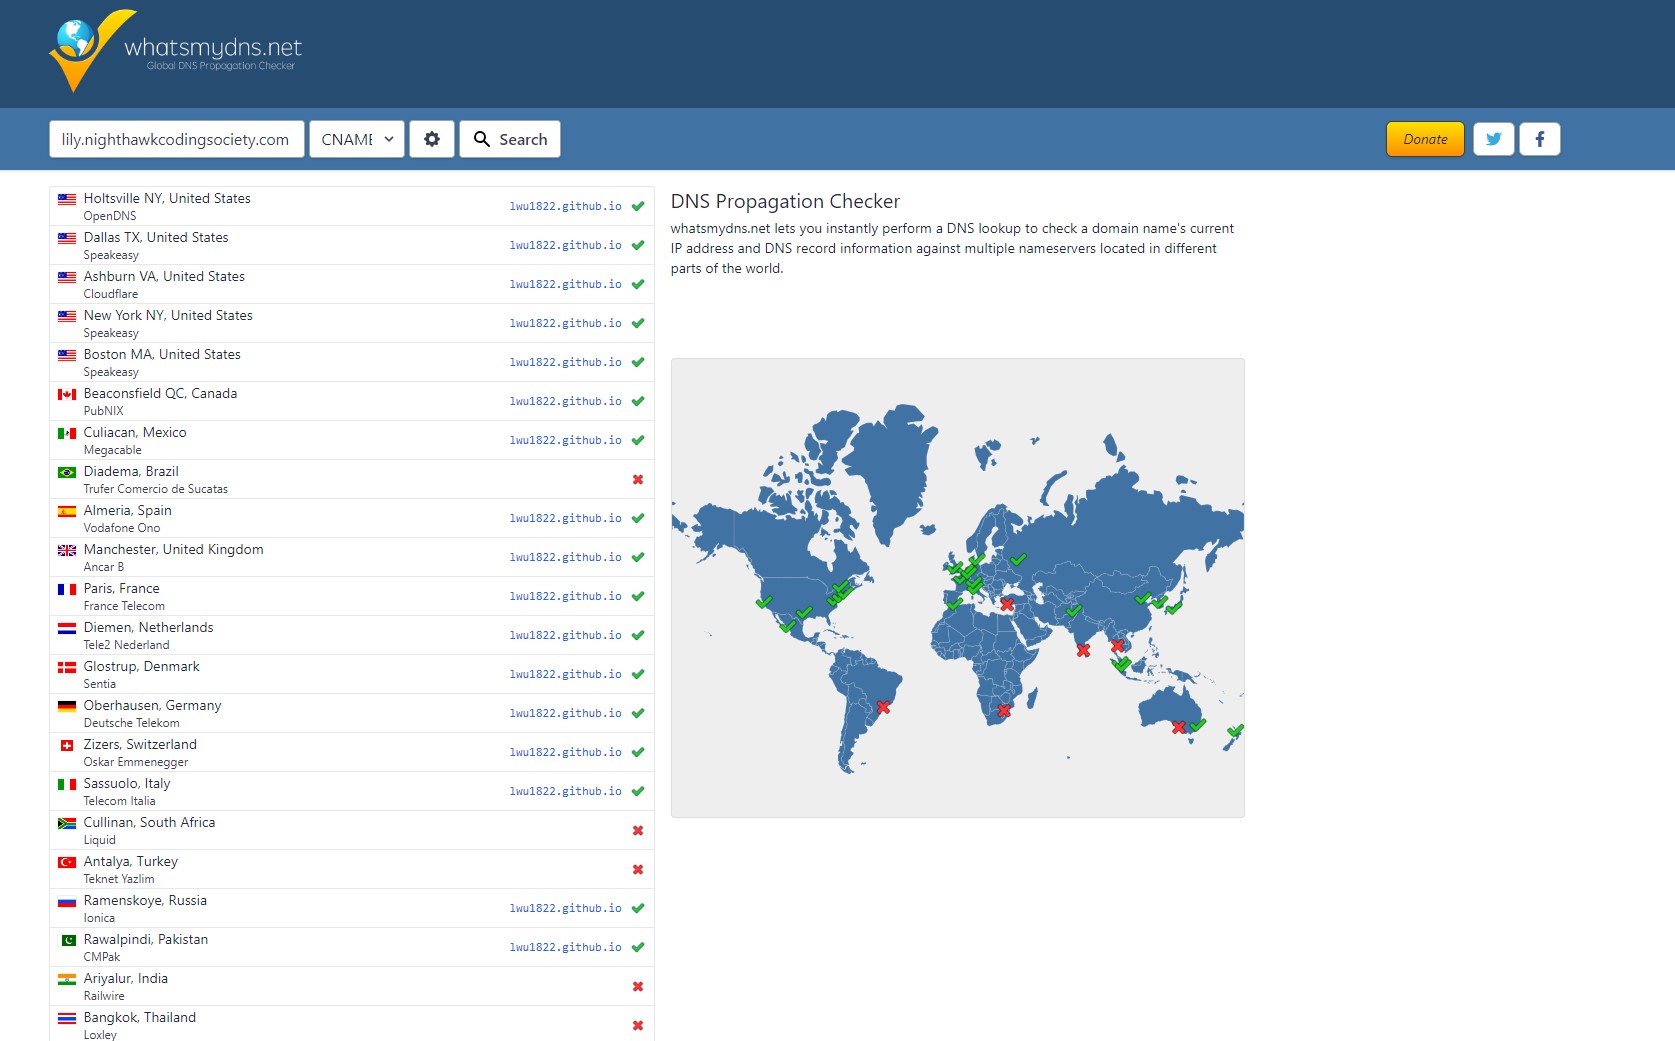 whatsmydns.net
Global DNS Propagation Checker
lily.nighthawkcodingsociety.com
CNAME
Search
Donate
Holtsville NY, United States
OpenDNS
lwu1822.github.io
Dallas TX, United States
Speakeasy
lwu1822.github.io
Ashburn VA, United States
Cloudflare
lwu1822.github.io
New York NY, United States
Speakeasy
lwu1822.github.io
Boston MA, United States
Speakeasy
lwu1822.github.io
Beaconsfield QC, Canada
PubNIX
lwu1822.github.io
Culiacan, Mexico
Megacable
lwu1822.github.io
Diadema, Brazil
Trufer Comercio de Sucatas
Almeria, Spain
Vodafone Ono
lwu1822.github.io
Manchester, United Kingdom
Ancar B
lwu1822.github.io
Paris, France
France Telecom
lwu1822.github.io
Diemen, Netherlands
Tele2 Nederland
lwu1822.github.io
Glostrup, Denmark
Sentia
lwu1822.github.io
Oberhausen, Germany
Deutsche Telekom
lwu1822.github.io
Zizers, Switzerland
Oskar Emmenegger
lwu1822.github.io
Sassuolo, Italy
Telecom Italia
lwu1822.github.io
Cullinan, South Africa
Liquid
Antalya, Turkey
Teknet Yazlim
Ramenskoye, Russia
Ionica
lwu1822.github.io
Rawalpindi, Pakistan
CMPak
lwu1822.github.io
Ariyalur, India
Railwire
Bangkok, Thailand
Loxley
DNS Propagation Checker
whatsmydns.net lets you instantly perform a DNS lookup to check a domain name's current
IP address and DNS record information against multiple nameservers located in different
parts of the world.